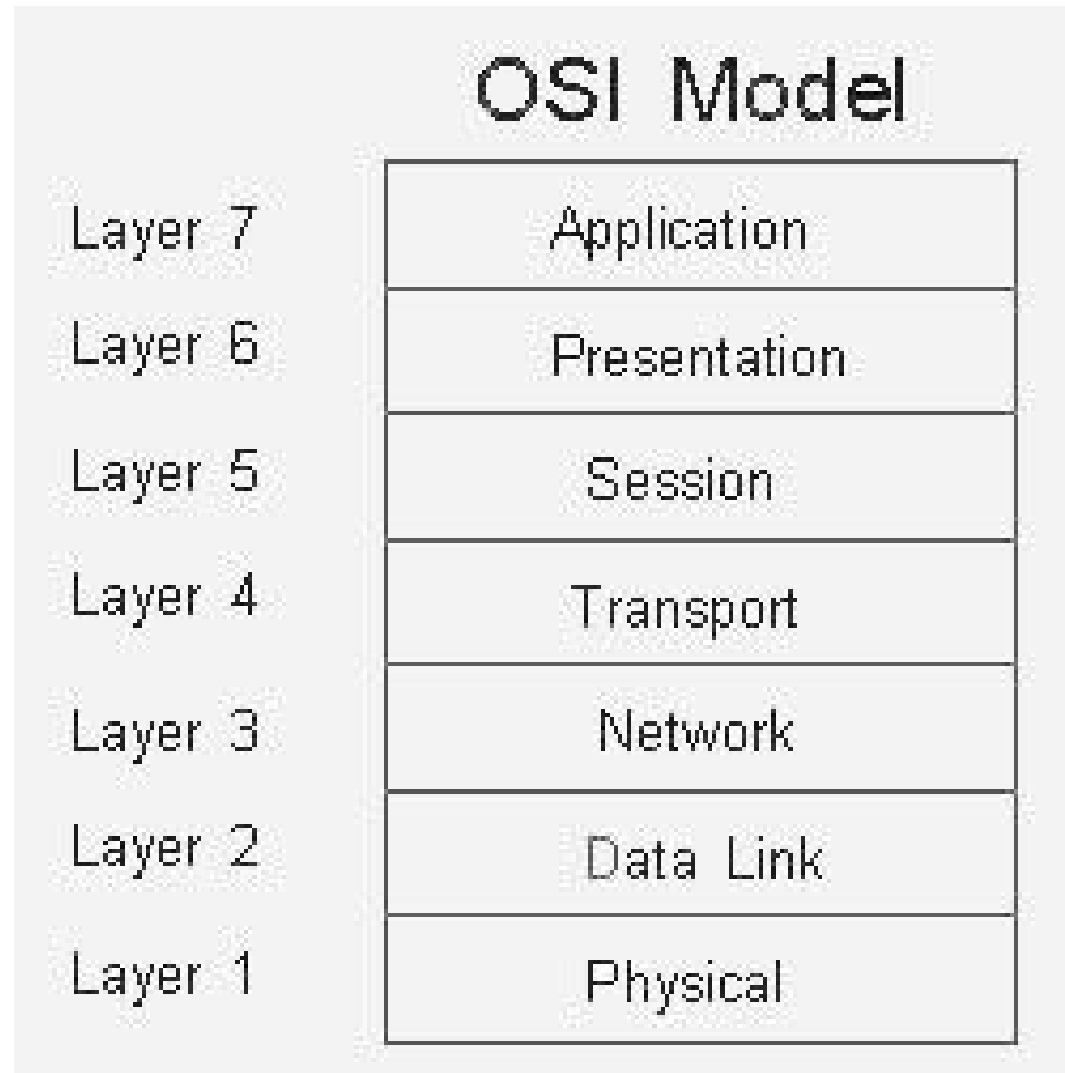 OSI Model
Layer 7 Application
Layer 6 Presentation
Layer 5 Session
Layer 4 Transport
Layer 3 Network
Layer 2 Data Link
Layer 1 Physical